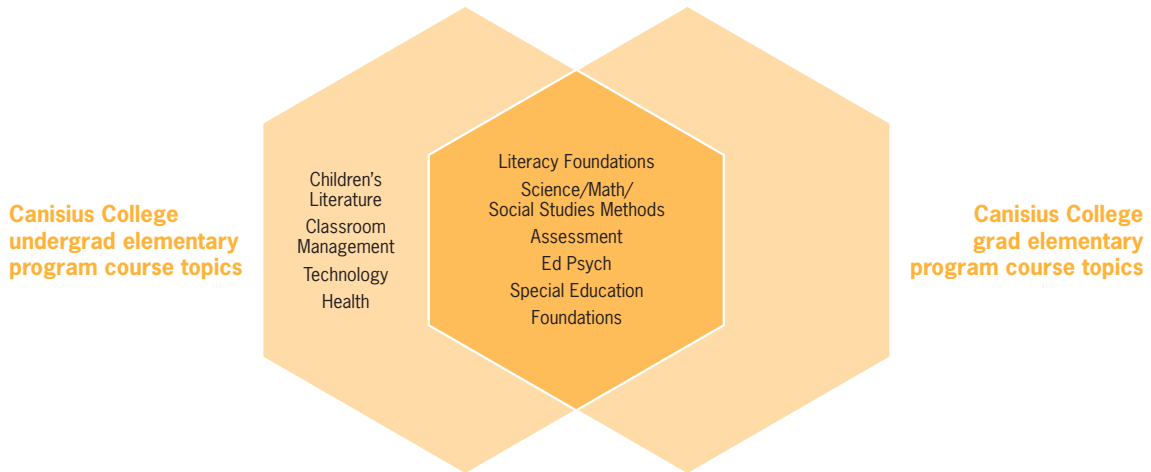 Canisius College
undergrad elementary
program course topics
Children's
Literature
Classroom
Management
Technology
Health
Literacy Foundations
Science/Math/
Social Studies Methods
Assessment
Ed Psych
Special Education
Foundations
Canisius College
grad elementary
program course topics